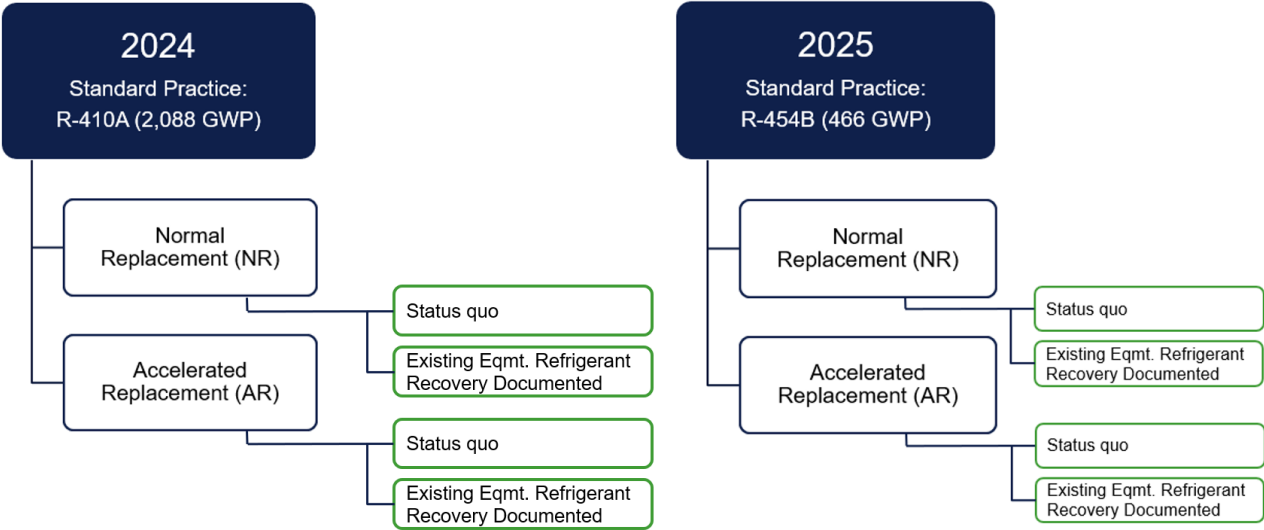 2024
Standard Practice:
R-410A (2,088 GWP)
Normal
Replacement (NR)
Status quo
Existing Eqmt. Refrigerant
Recovery Documented
Accelerated
Replacement (AR)
Status quo
Existing Eqmt. Refrigerant
Recovery Documented
2025
Standard Practice:
R-454B (466 GWP)
Normal
Replacement (NR)
Status quo
Existing Eqmt. Refrigerant
Recovery Documented
Accelerated
Replacement (AR)
Status quo
Existing Eqmt. Refrigerant
Recovery Documented